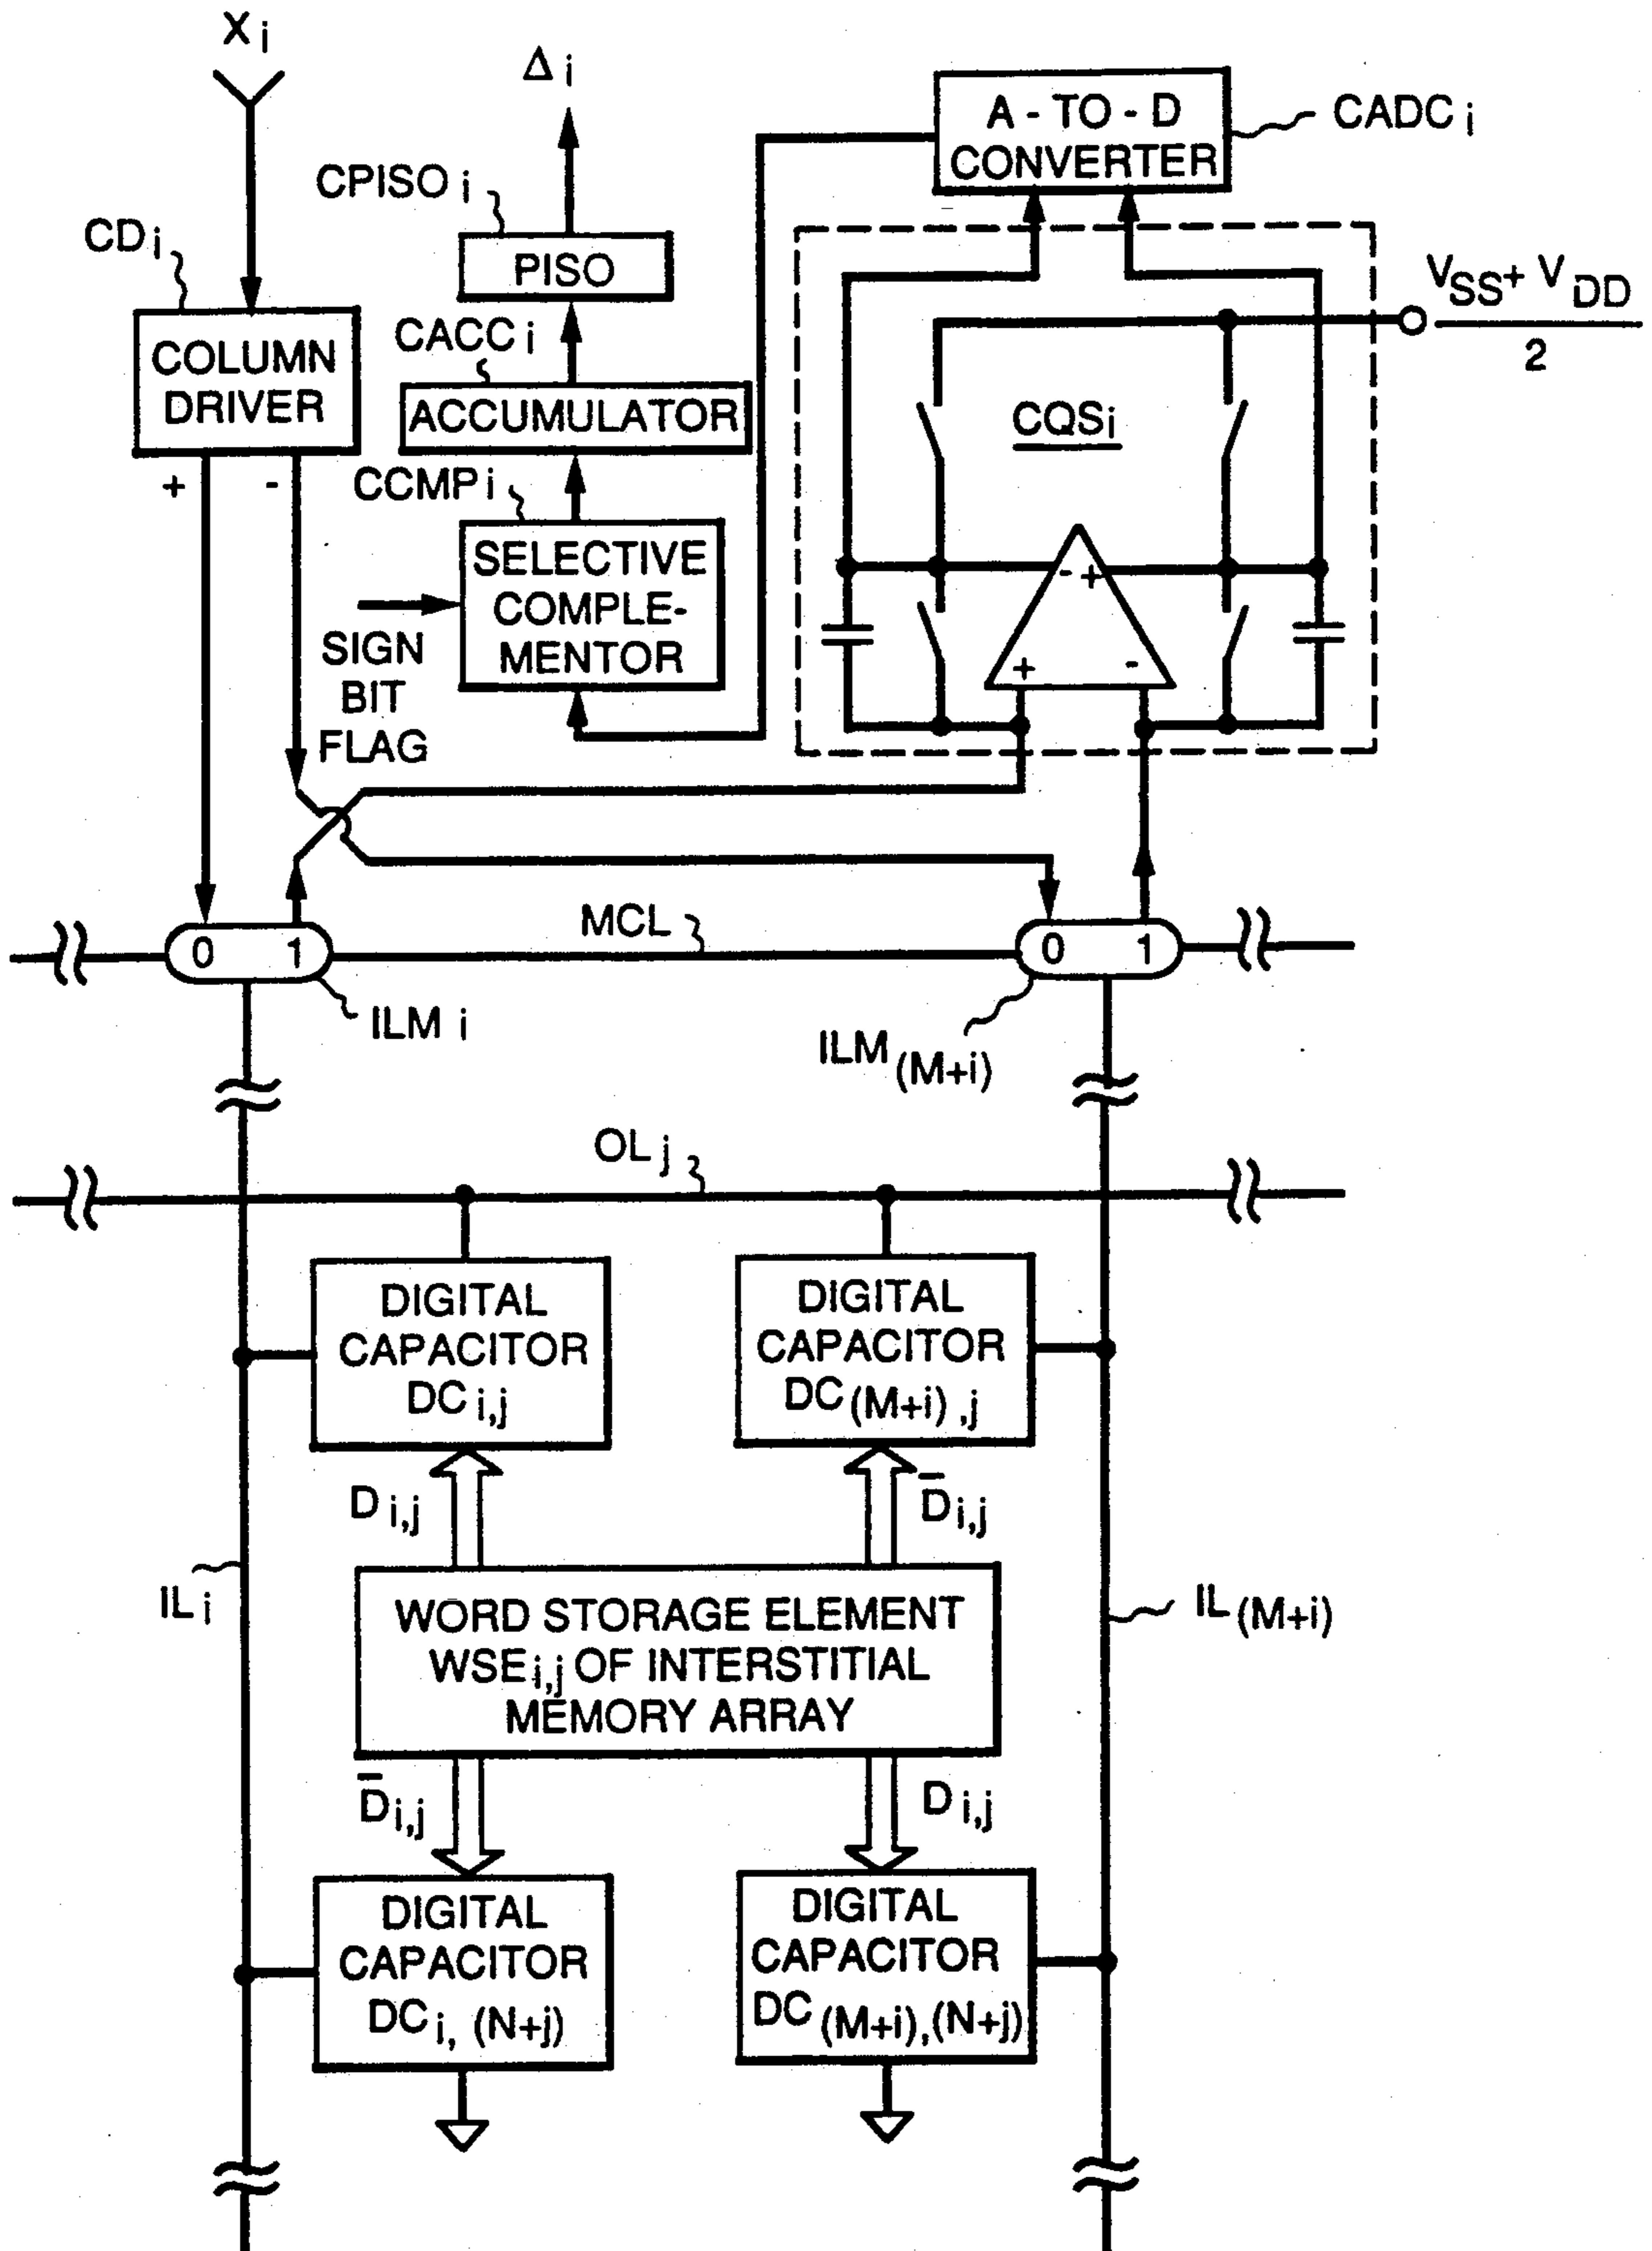 X i
Δ i
A - TO - D
CONVERTER
CADC i
CPISO i
CD i
PISO
V SS + V DD
2
COLUMN
DRIVER
CACC i
ACCUMULATOR
CQS i
+ -
CCMP i
SELECTIVE
COMPLE-
MENTOR
- +
+ -
SIGN
BIT
FLAG
MCL
0 1
0 1
ILM i
ILM (M+i)
OL j
DIGITAL
CAPACITOR
DC i,j
DIGITAL
CAPACITOR
DC (M+i) ,j
D i,j
D̅ i,j
IL i
WORD STORAGE ELEMENT
WSE i,j OF INTERSTITIAL
MEMORY ARRAY
IL (M+i)
D̅ i,j
D i,j
DIGITAL
CAPACITOR
DC i, (N+j)
DIGITAL
CAPACITOR
DC (M+i),(N+j)